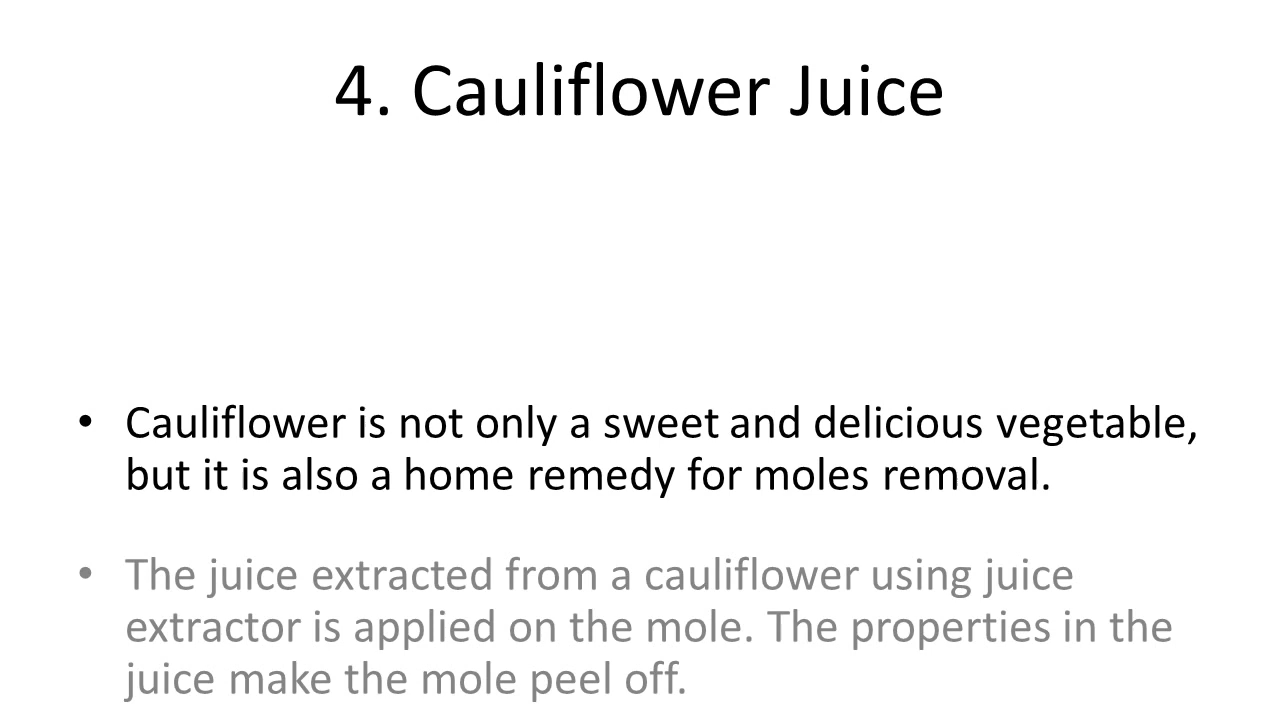 4. Cauliflower Juice
• Cauliflower is not only a sweet and delicious vegetable,
but it is also a home remedy for moles removal.
• The juice extracted from a cauliflower using juice
extractor is applied on the mole. The properties in the
juice make the mole peel off.